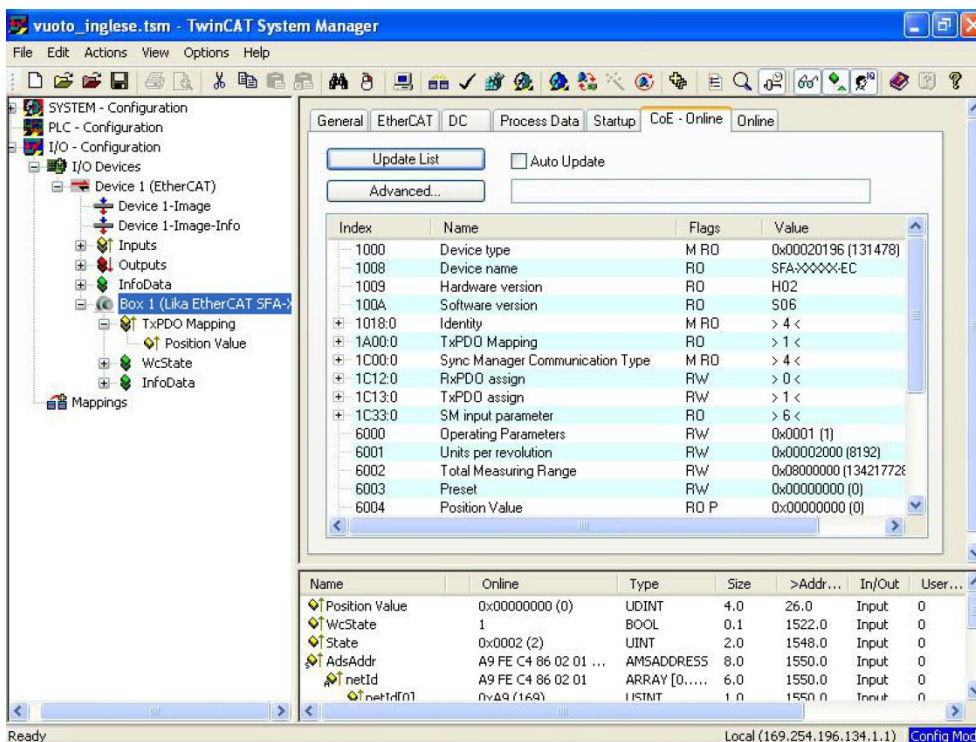 vuoto_inglese.tsm - TwinCAT System Manager
File Edit Actions View Options Help
SYSTEM - Configuration
PLC - Configuration
I/O - Configuration
I/O Devices
Device 1 (EtherCAT)
Device 1-Image
Device 1-Image-Info
Inputs
Outputs
InfoData
Box 1 (Lika EtherCAT SFA-X
TxPDO Mapping
Position Value
WcState
InfoData
Mappings
General EtherCAT DC Process Data Startup CoE - Online Online
Update List Auto Update
Advanced...
Index Name Flags Value
1000 Device type M RO 0x00020196 (131478)
1008 Device name RO SFA-XXXXX-EC
1009 Hardware version RO H02
100A Software version RO S06
1018:0 Identity M RO > 4 <
1A00:0 TxPDO Mapping RO > 1 <
1C00:0 Sync Manager Communication Type M RO > 4 <
1C12:0 RxPDO assign RW > 0 <
1C13:0 TxPDO assign RW > 1 <
1C33:0 SM input parameter RO > 6 <
6000 Operating Parameters RW 0x0001 (1)
6001 Units per revolution RW 0x00002000 (8192)
6002 Total Measuring Range RW 0x08000000 (134217728
6003 Preset RW 0x00000000 (0)
6004 Position Value RO P 0x00000000 (0)
Name Online Type Size >Addr... In/Out User...
Position Value 0x00000000 (0) UDINT 4.0 26.0 Input 0
WcState 1 BOOL 0.1 1522.0 Input 0
State 0x0002 (2) UINT 2.0 1548.0 Input 0
AdsAddr A9 FE C4 86 02 01 ... AMSADDRESS 8.0 1550.0 Input 0
netId A9 FE C4 86 02 01 ARRAY [0..... 6.0 1550.0 Input 0
netId[0] 0xA9 (169) USINT 1.0 1550.0 Input 0
Ready Local (169.254.196.134.1.1) Config Mod